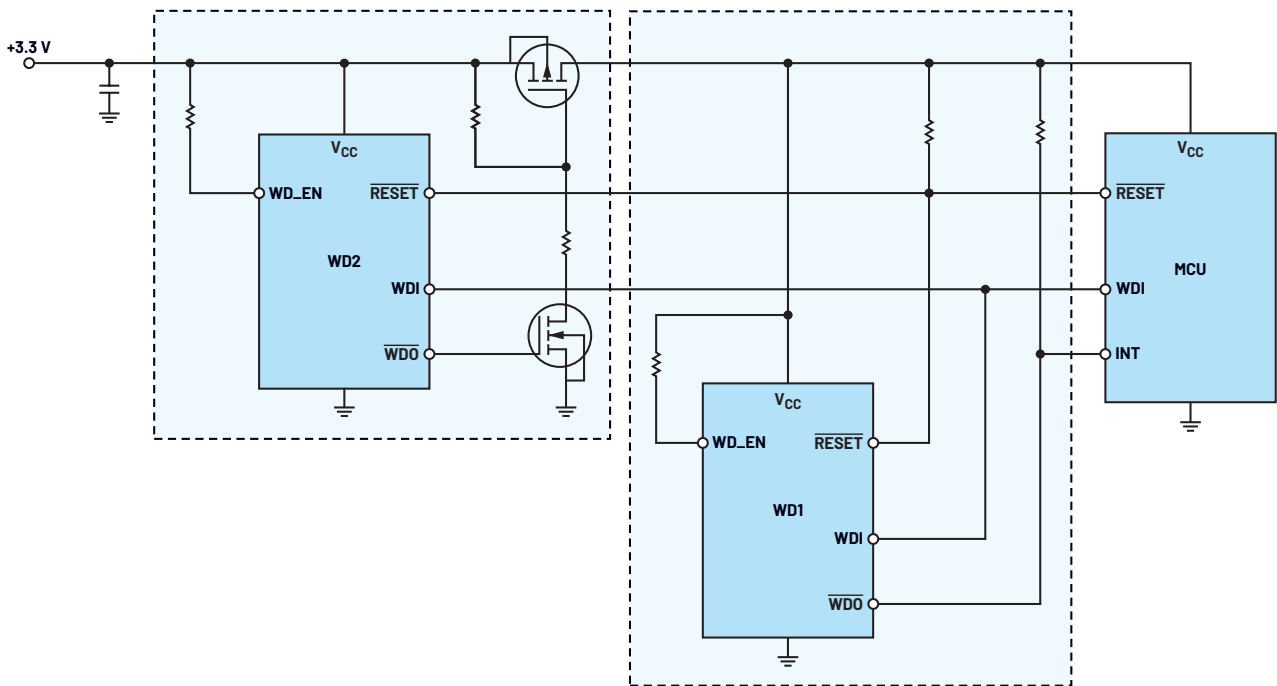 +3.3 V
VCC
WD_EN
RESET
WD2
WDI
WDO
VCC
WD_EN
RESET
WD1
WDI
WDO
VCC
RESET
MCU
WDI
INT